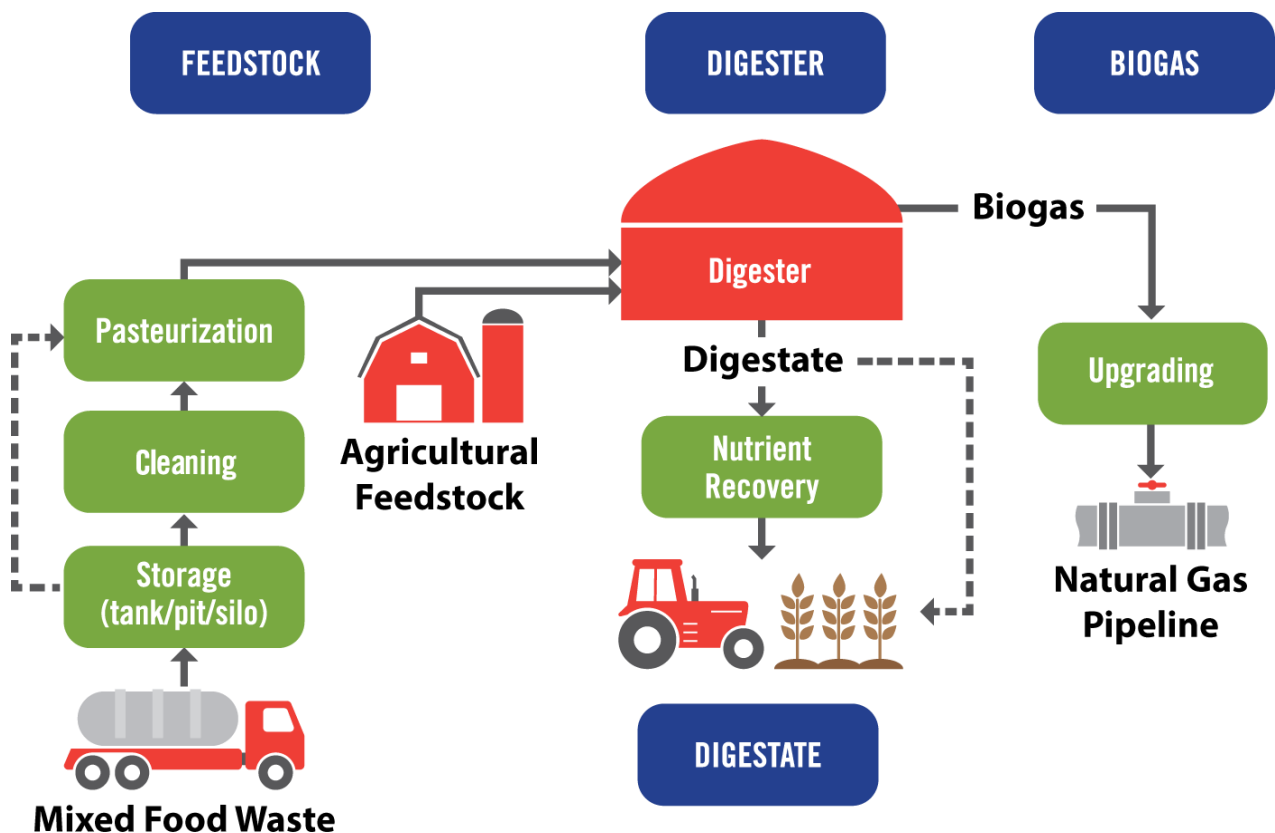 FEEDSTOCK
DIGESTER
BIOGAS
Biogas
Digester
Pasteurization
Digestate
Upgrading
Cleaning
Agricultural
Feedstock
Nutrient
Recovery
Storage
(tank/pit/silo)
Natural Gas
Pipeline
DIGESTATE
Mixed Food Waste